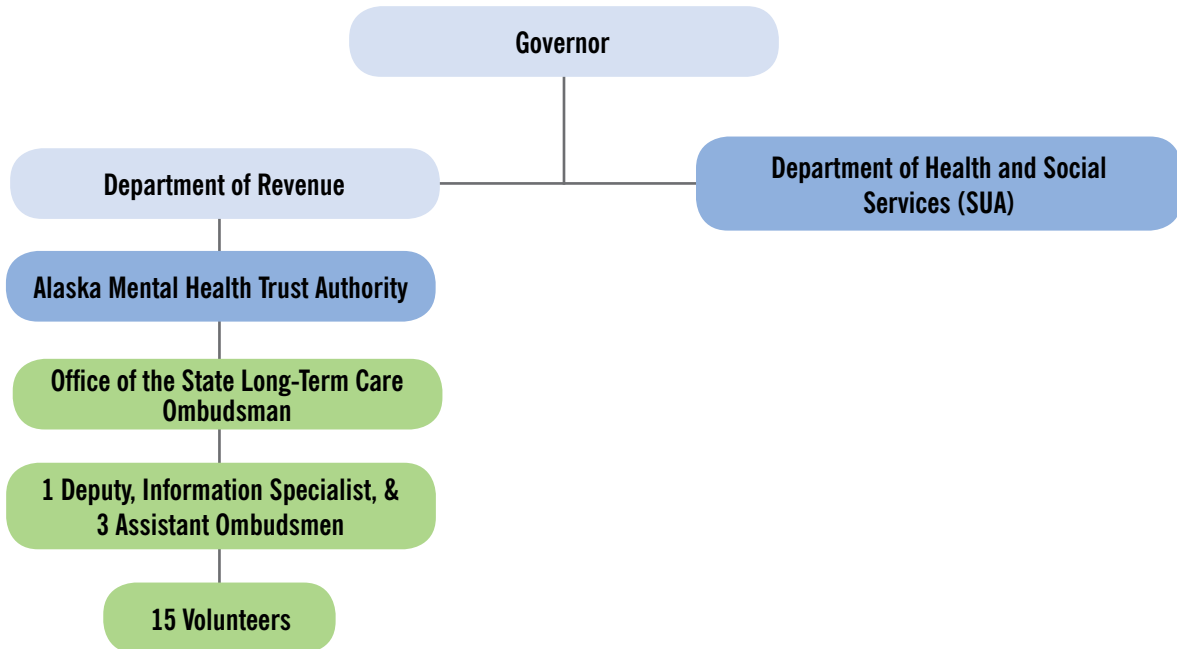 Governor
Department of Revenue
Department of Health and Social
Services (SUA)
Alaska Mental Health Trust Authority
Office of the State Long-Term Care
Ombudsman
1 Deputy, Information Specialist, &
3 Assistant Ombudsmen
15 Volunteers